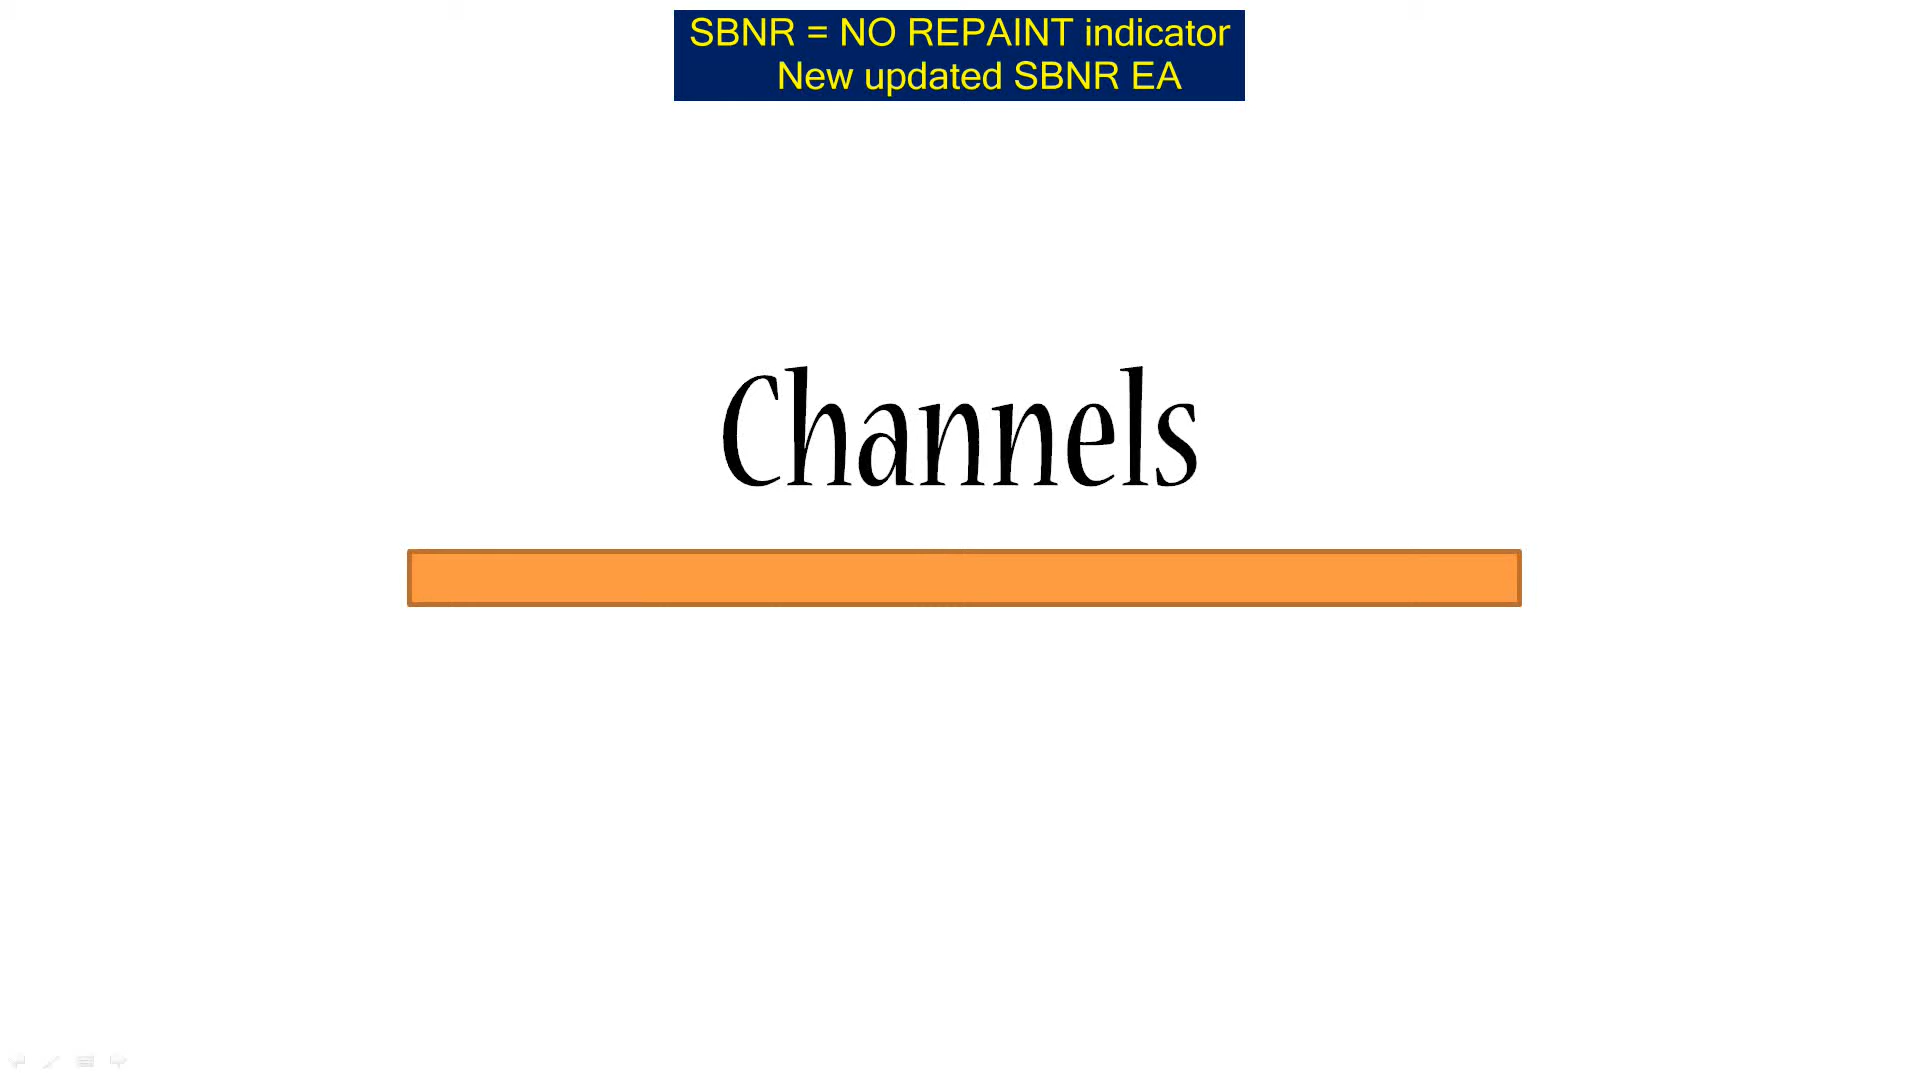 SBNR = NO REPAINT indicator
New updated SBNR EA
Channels